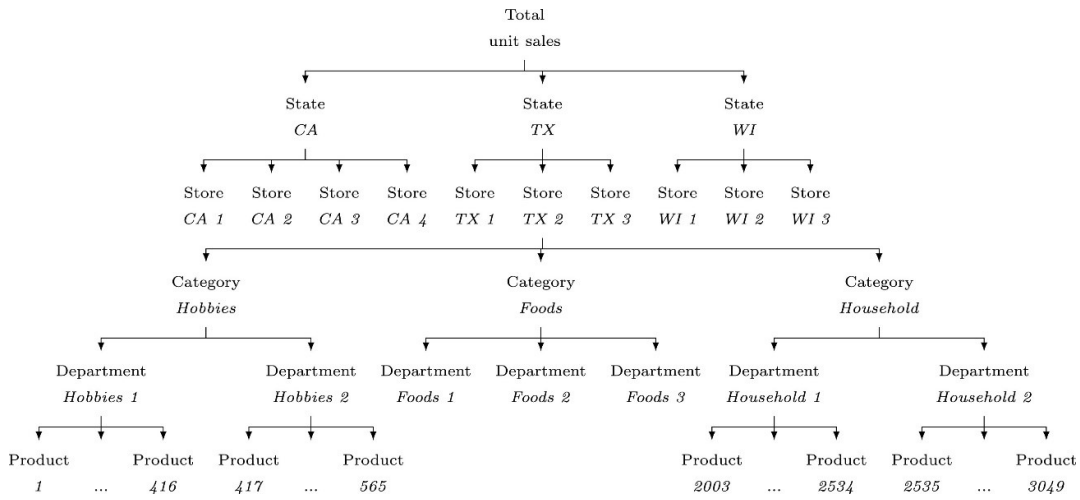 Total
unit sales
State State State
CA TX WI
Store Store Store Store Store Store Store Store Store Store
CA 1 CA 2 CA 3 CA 4 TX 1 TX 2 TX 3 WI 1 WI 2 WI 3
Category Category Category
Hobbies Foods Household
Department Department Department Department Department Department Department
Hobbies 1 Hobbies 2 Foods 1 Foods 2 Foods 3 Household 1 Household 2
Product Product Product Product Product Product Product Product
1 ... 416 417 ... 565 2003 ... 2534 2535 ... 3049